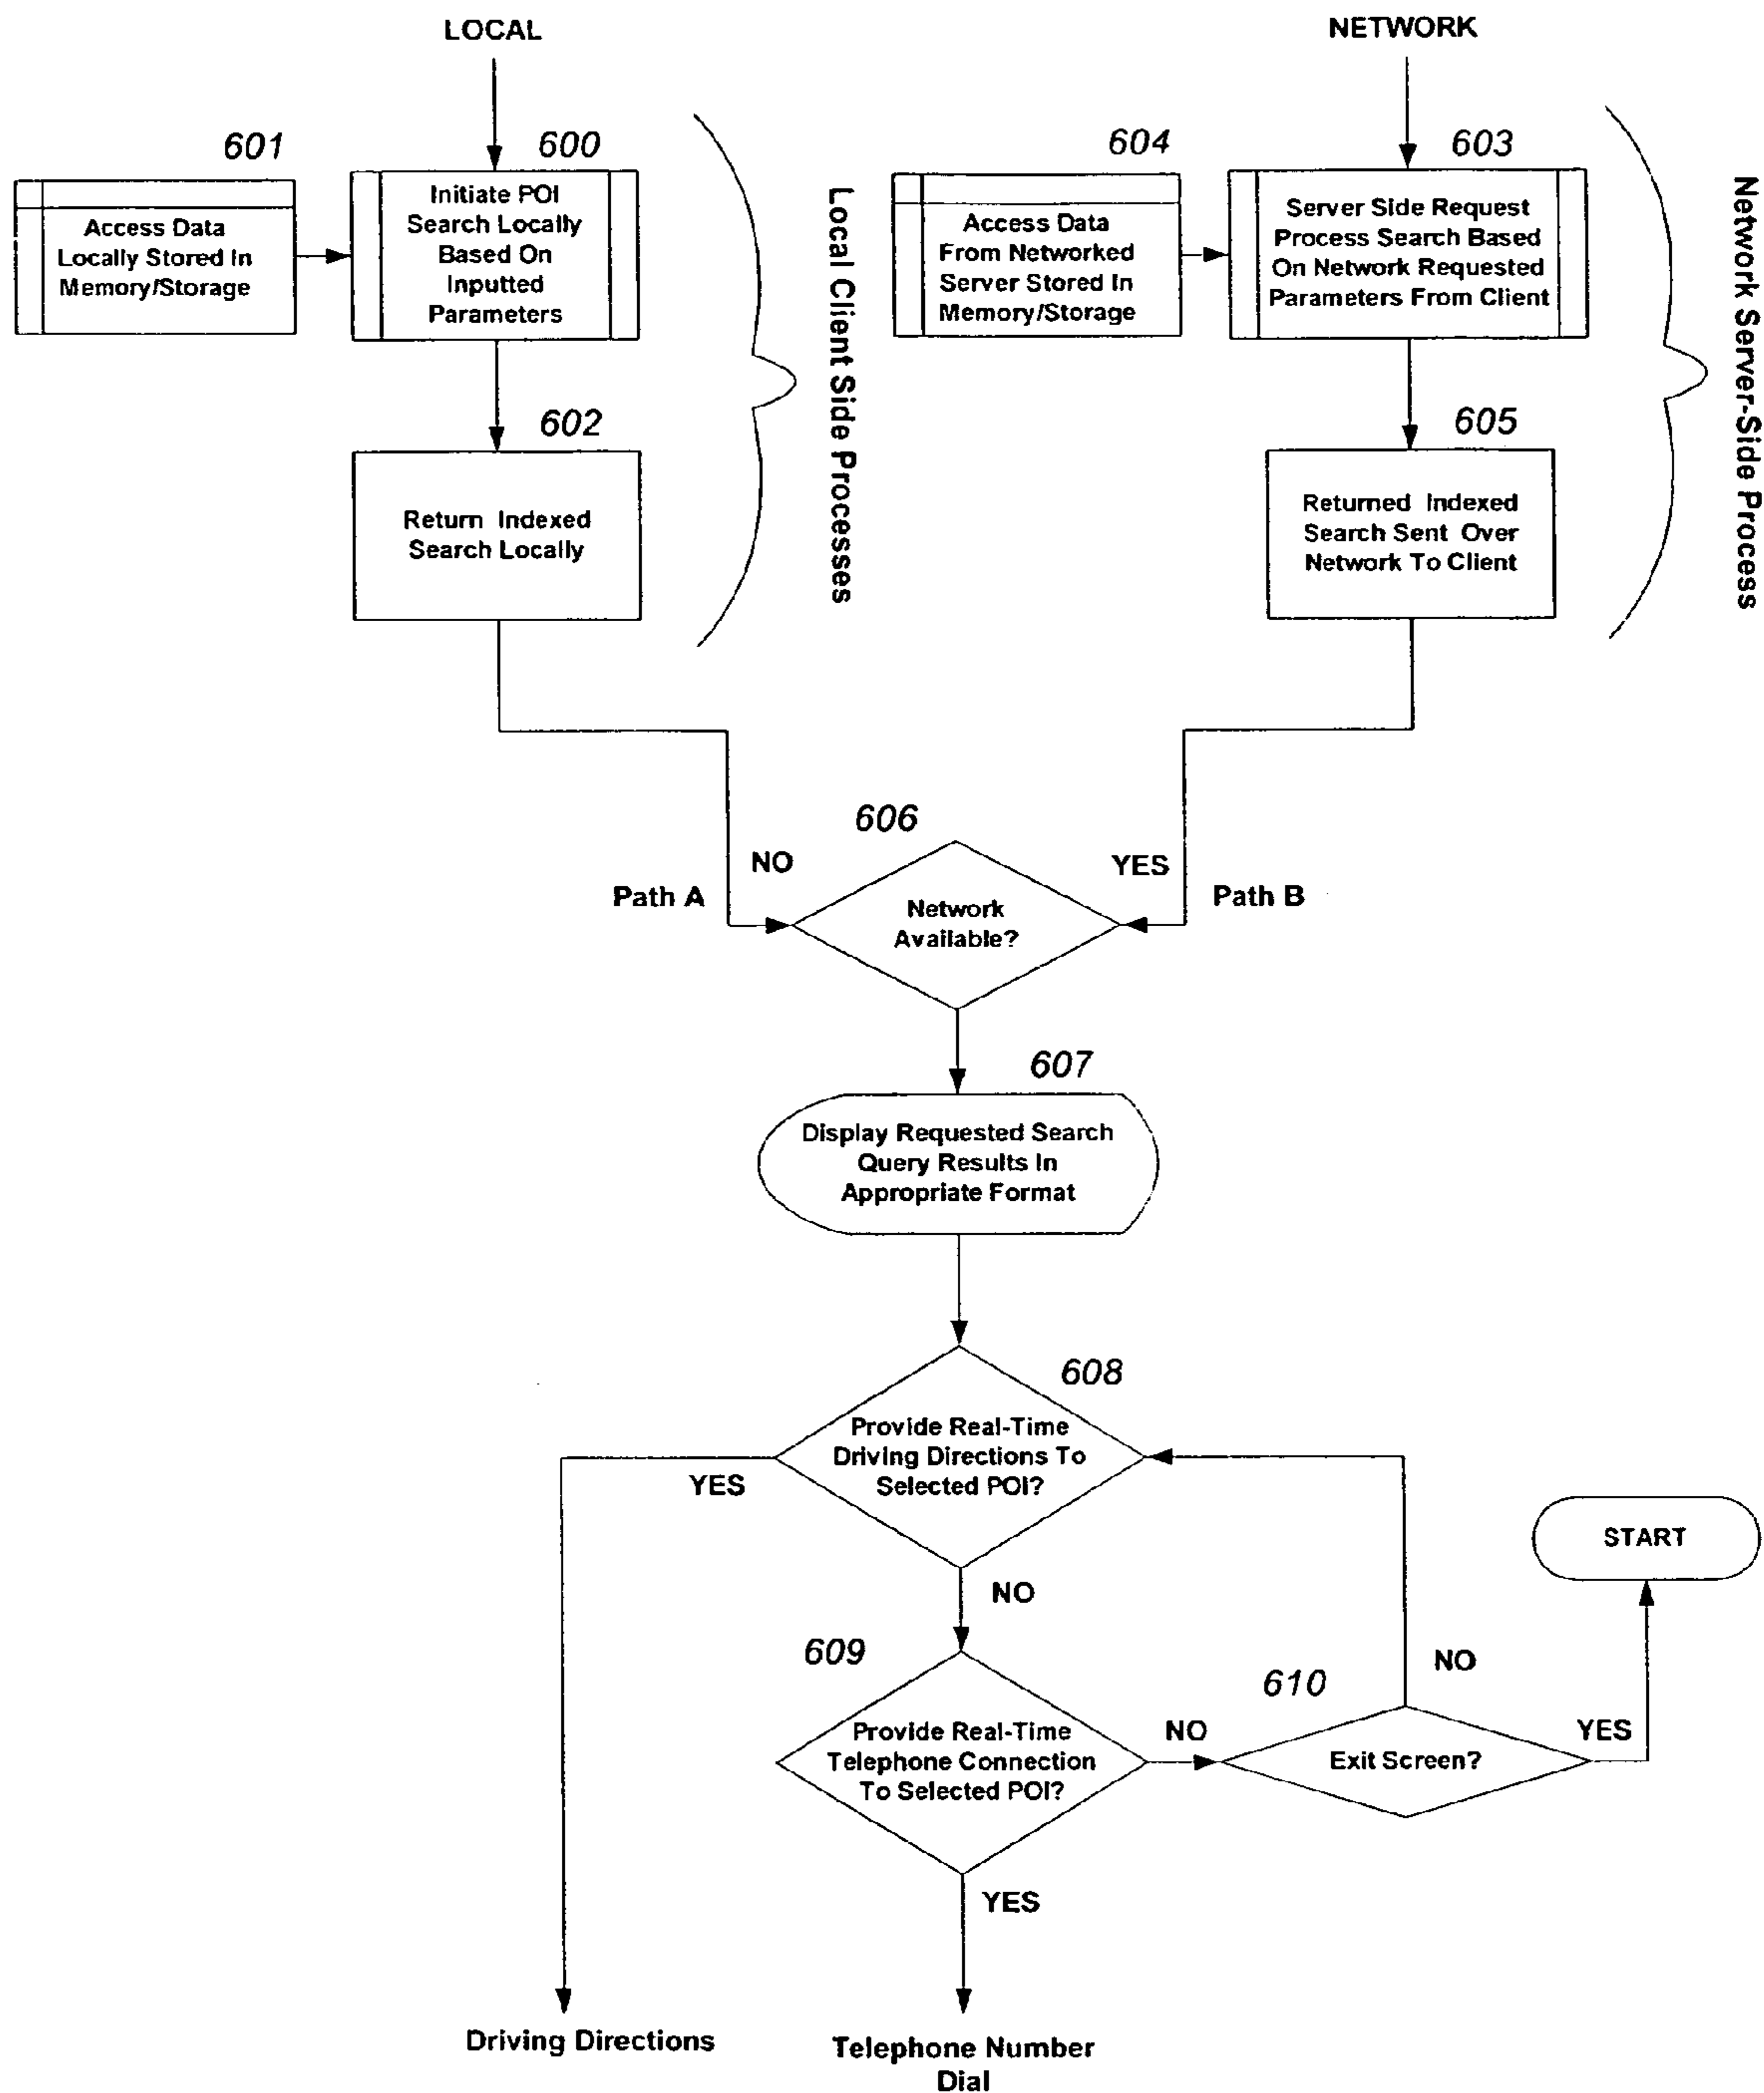 LOCAL
NETWORK
601
600
604
603
Access Data
Locally Stored In
Memory/Storage
Initiate POI
Search Locally
Based On
Inputted
Parameters
Local Client Side Processes
Access Data
From Networked
Server Stored In
Memory/Storage
Server Side Request
Process Search Based
On Network Requested
Parameters From Client
Network Server-Side Process
602
605
Return Indexed
Search Locally
Returned Indexed
Search Sent Over
Network To Client
606
NO
YES
Path A
Path B
Network
Available?
607
Display Requested Search
Query Results In
Appropriate Format
608
Provide Real-Time
Driving Directions To
Selected POI?
YES
START
NO
609
NO
610
Provide Real-Time
Telephone Connection
To Selected POI?
NO
Exit Screen?
YES
YES
Driving Directions
Telephone Number
Dial